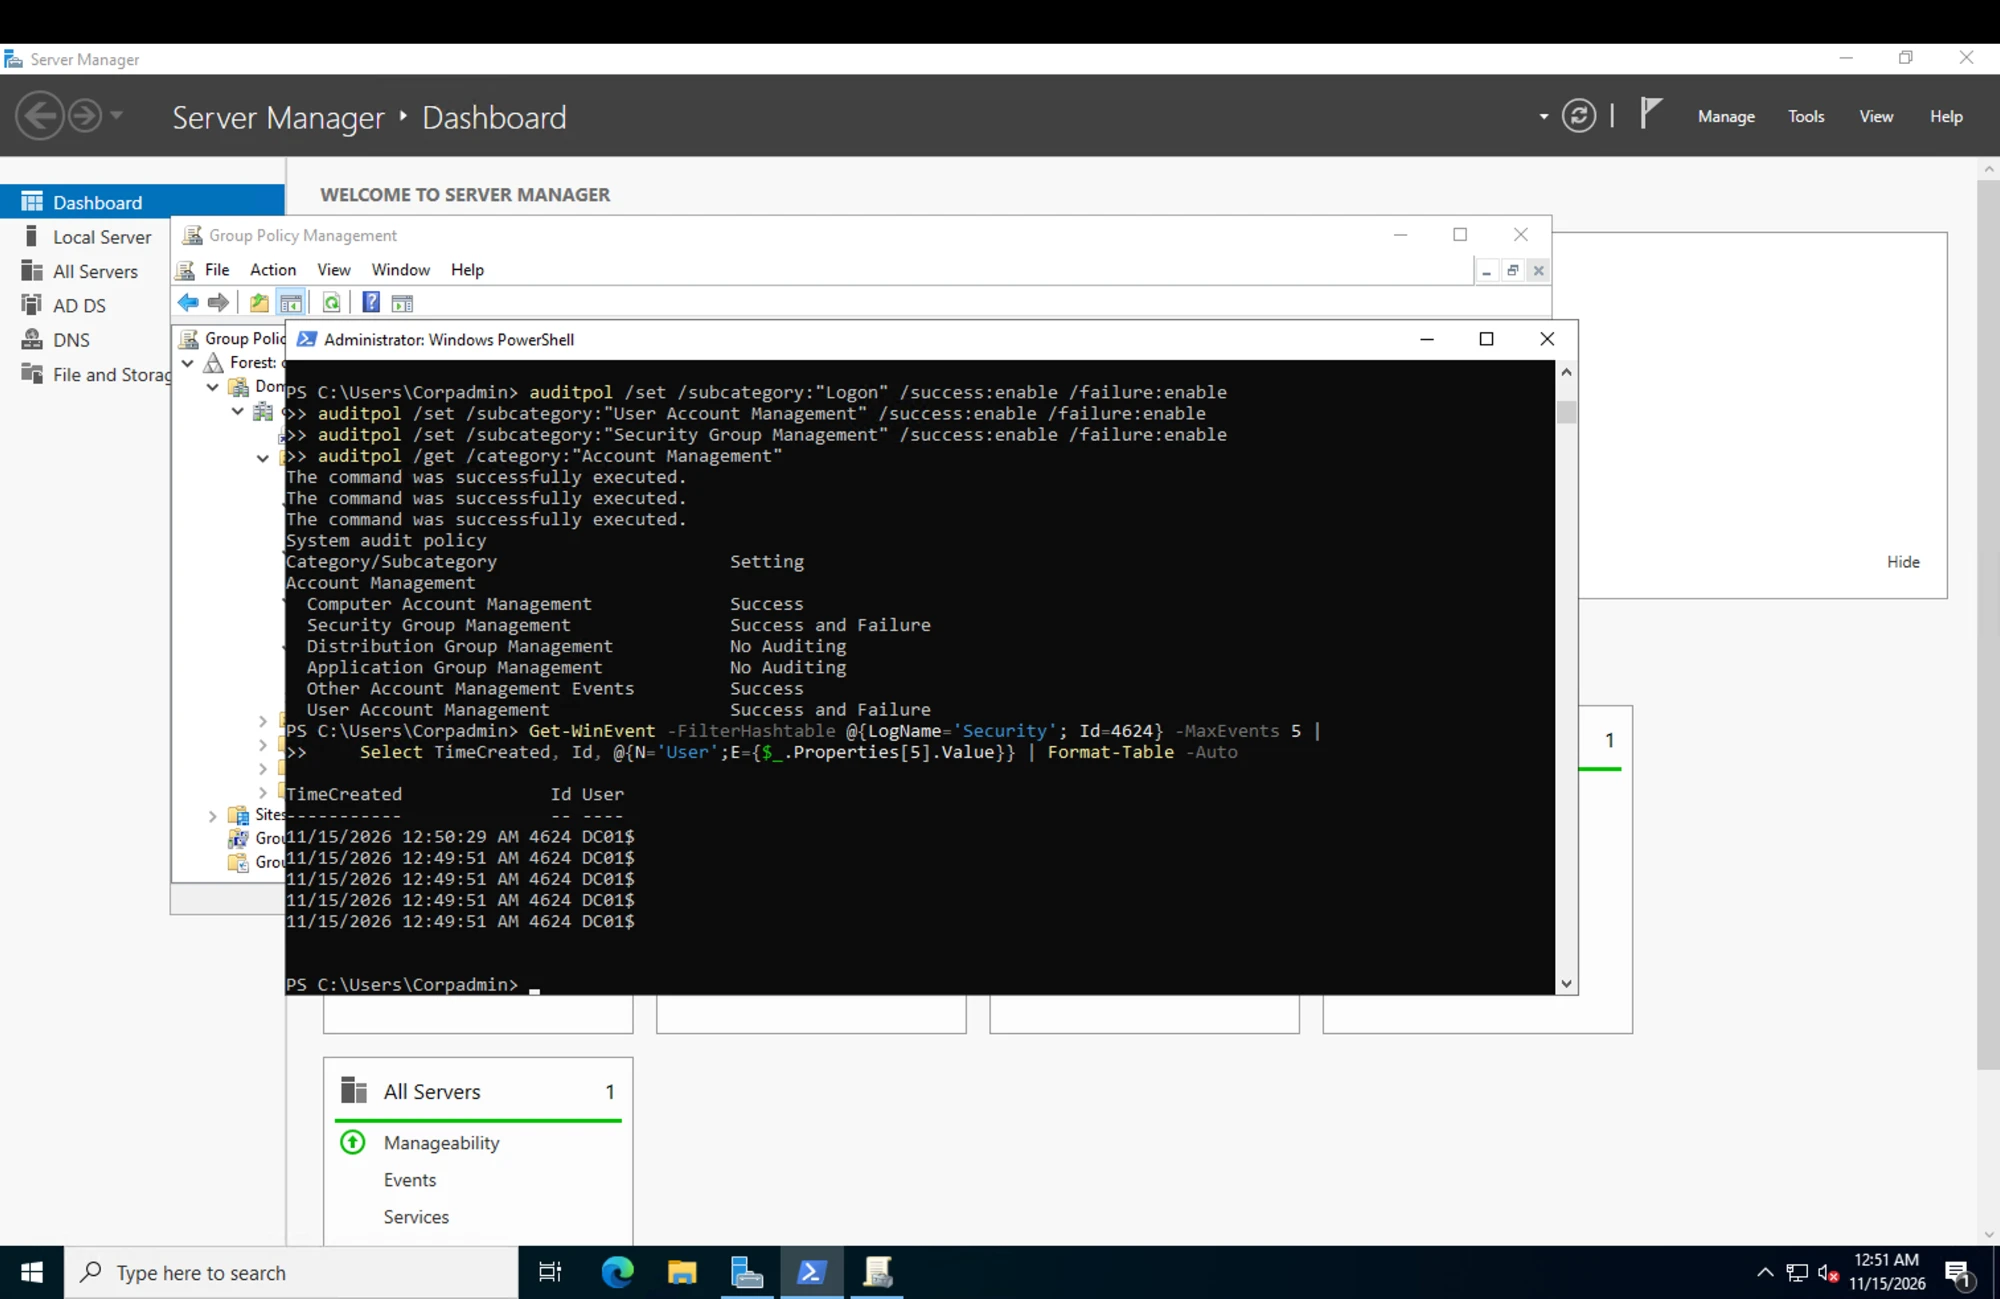 Server Manager
Server Manager ‣ Dashboard
Manage
Tools
View
Help
Dashboard
Local Server
All Servers
AD DS
DNS
File and Storag
WELCOME TO SERVER MANAGER
Hide
Group Policy Management
File
Action
View
Window
Help
Group Polic
Forest: c
Dom
Sites
Grou
Grou
Administrator: Windows PowerShell
PS C:\Users\Corpadmin> auditpol /set /subcategory:"Logon" /success:enable /failure:enable
>> auditpol /set /subcategory:"User Account Management" /success:enable /failure:enable
>> auditpol /set /subcategory:"Security Group Management" /success:enable /failure:enable
>> auditpol /get /category:"Account Management"
The command was successfully executed.
The command was successfully executed.
The command was successfully executed.
System audit policy
Category/Subcategory Setting
Account Management
Computer Account Management Success
Security Group Management Success and Failure
Distribution Group Management No Auditing
Application Group Management No Auditing
Other Account Management Events Success
User Account Management Success and Failure
PS C:\Users\Corpadmin> Get-WinEvent -FilterHashtable @{LogName='Security'; Id=4624} -MaxEvents 5 |
>> Select TimeCreated, Id, @{N='User';E={$_.Properties[5].Value}} | Format-Table -Auto
TimeCreated Id User
----------- -- ----
11/15/2026 12:50:29 AM 4624 DC01$
11/15/2026 12:49:51 AM 4624 DC01$
11/15/2026 12:49:51 AM 4624 DC01$
11/15/2026 12:49:51 AM 4624 DC01$
11/15/2026 12:49:51 AM 4624 DC01$
PS C:\Users\Corpadmin>
1
All Servers 1
Manageability
Events
Services
Type here to search
12:51 AM
11/15/2026
1